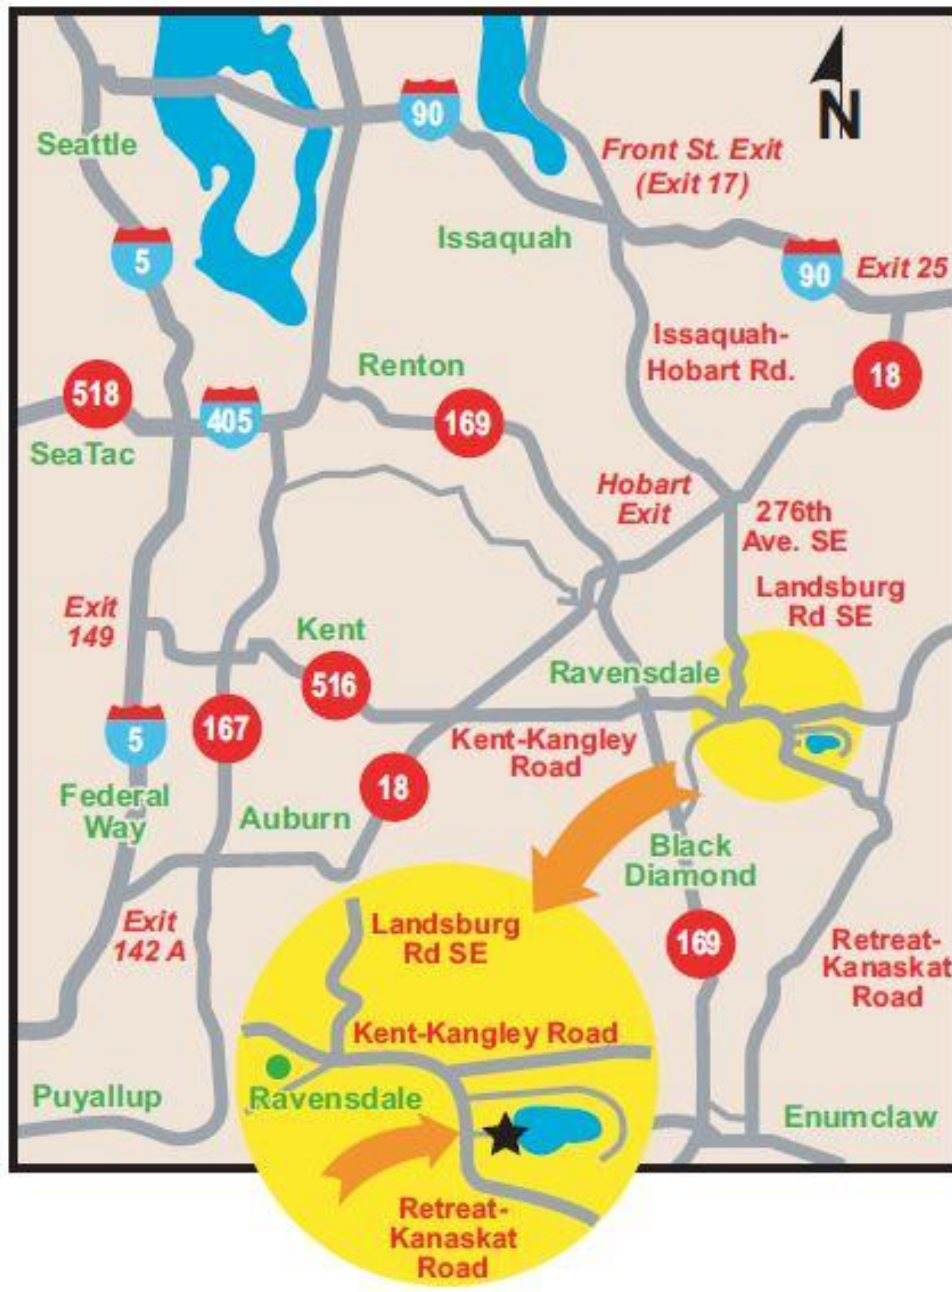 N
90
Seattle
Front St. Exit
(Exit 17)
Issaquah
5
90
Exit 25
Issaquah-
Hobart Rd.
Renton
18
518
405
169
SeaTac
Hobart
Exit
276th
Ave. SE
Exit
149
Landsburg
Rd SE
Kent
Ravensdale
516
167
5
Kent-Kangley
Road
18
Federal
Way
Auburn
Black
Diamond
Exit
142 A
Landsburg
Rd SE
169
Retreat-
Kanaskat
Road
Kent-Kangley Road
Puyallup
Ravensdale
Enumclaw
Retreat-
Kanaskat
Road